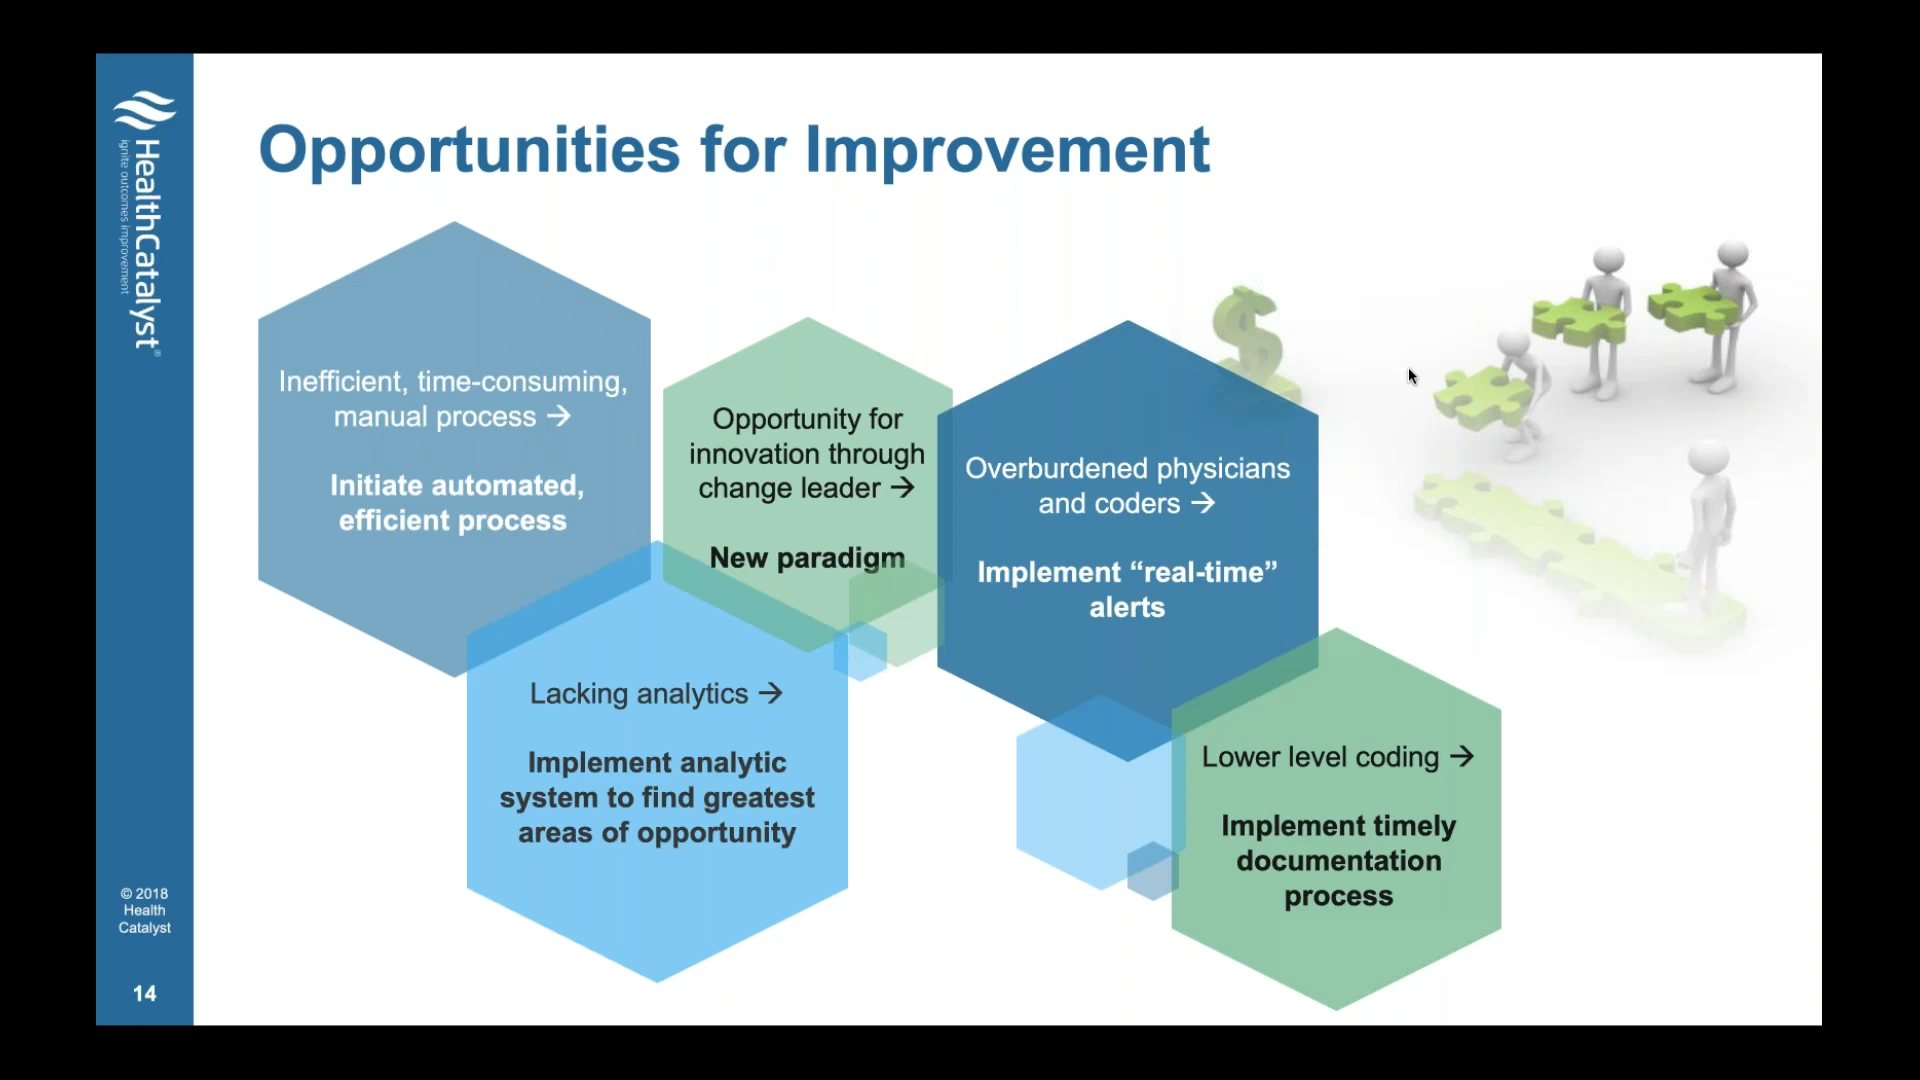 HealthCatalyst®
ignite outcomes improvement
Opportunities for Improvement
Inefficient, time-consuming,
manual process →
Initiate automated,
efficient process
Opportunity for
innovation through
change leader →
New paradigm
Overburdened physicians
and coders →
Implement “real-time”
alerts
Lacking analytics →
Implement analytic
system to find greatest
areas of opportunity
Lower level coding →
Implement timely
documentation
process
$
© 2018
Health
Catalyst
14